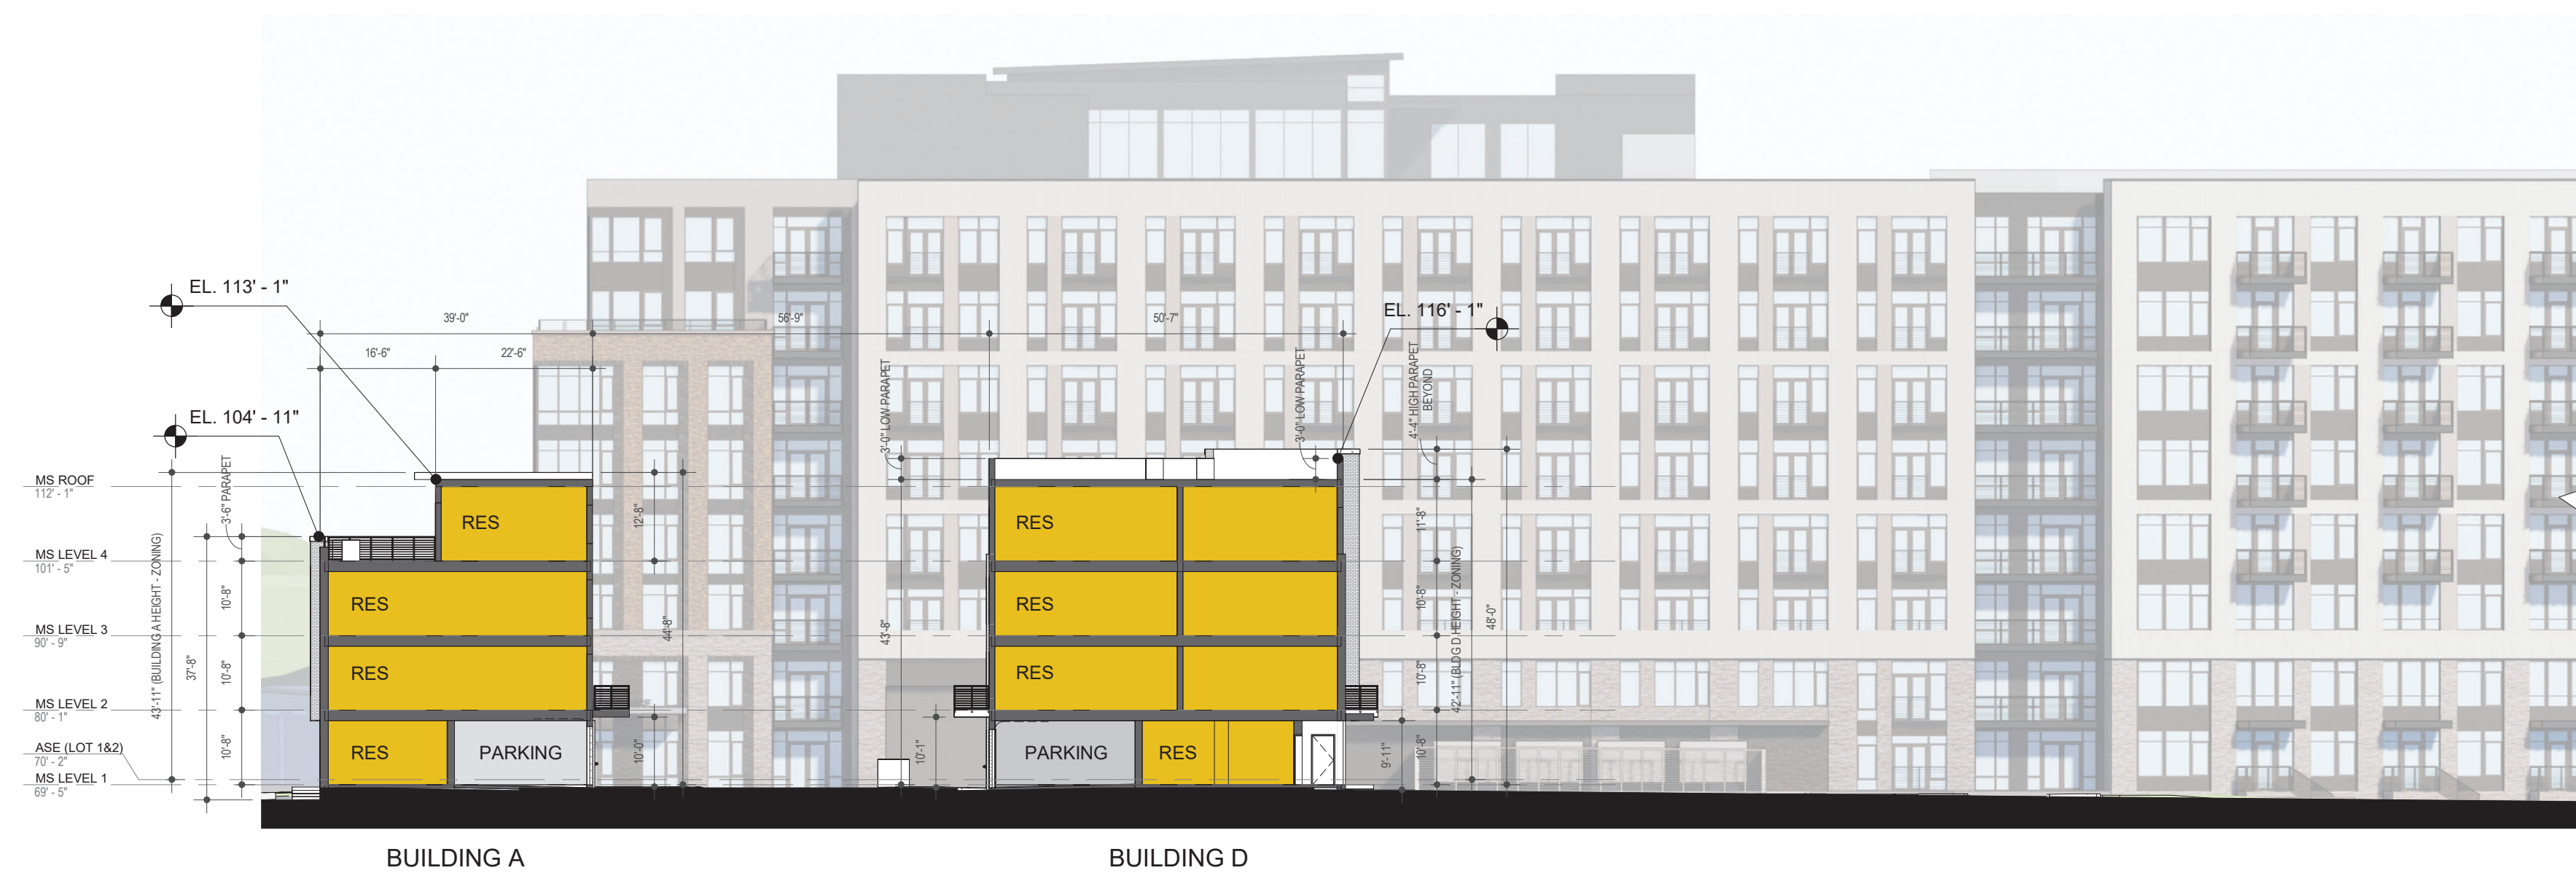 EL. 113' - 1"
EL. 116' - 1"
39'-0"
56'-9"
50'-7"
16'-6"
22'-6"
EL. 104' - 11"
3'-0" LOW PARAPET
3'-0" LOW PARAPET
4'-4" HIGH PARAPET
BEYOND
MS ROOF
112' - 1"
3'-6" PARAPET
MS LEVEL 4
101' - 5"
MS LEVEL 3
90' - 9"
MS LEVEL 2
80' - 1"
ASE (LOT 1&2)
70' - 2"
MS LEVEL 1
69' - 5"
43'-11" (BUILDING A HEIGHT - ZONING)
37'-8"
10'-8"
10'-8"
10'-8"
RES
RES
RES
RES
PARKING
12'-8"
44'-8"
10'-0"
43'-8"
10'-1"
RES
RES
RES
PARKING
RES
11'-8"
10'-8"
10'-8"
10'-8"
9'-11"
42'-11" (BLDG D HEIGHT - ZONING)
48'-0"
BUILDING A
BUILDING D